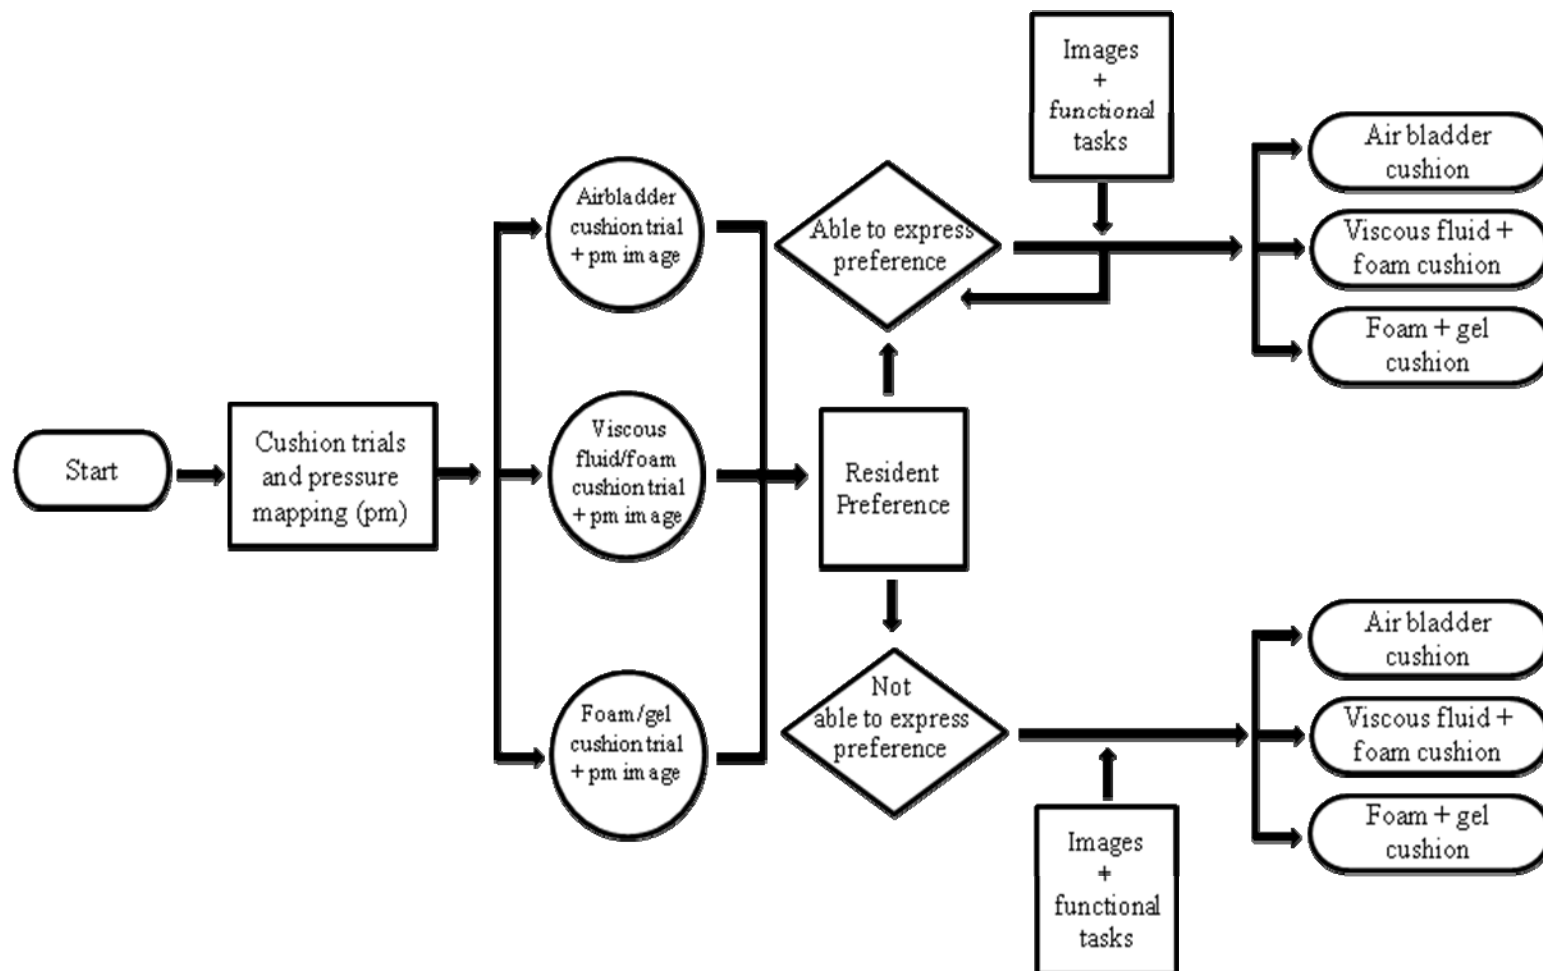 Start
Cushion trials
and pressure
mapping (pm)
Airbladder
cushion trial
+ pm image
Viscous
fluid/foam
cushion trial
+ pm image
Foam/gel
cushion trial
+ pm image
Resident
Preference
Able to express
preference
Images
+
functional
tasks
Air bladder
cushion
Viscous fluid +
foam cushion
Foam + gel
cushion
Not
able to express
preference
Images
+
functional
tasks
Air bladder
cushion
Viscous fluid +
foam cushion
Foam + gel
cushion